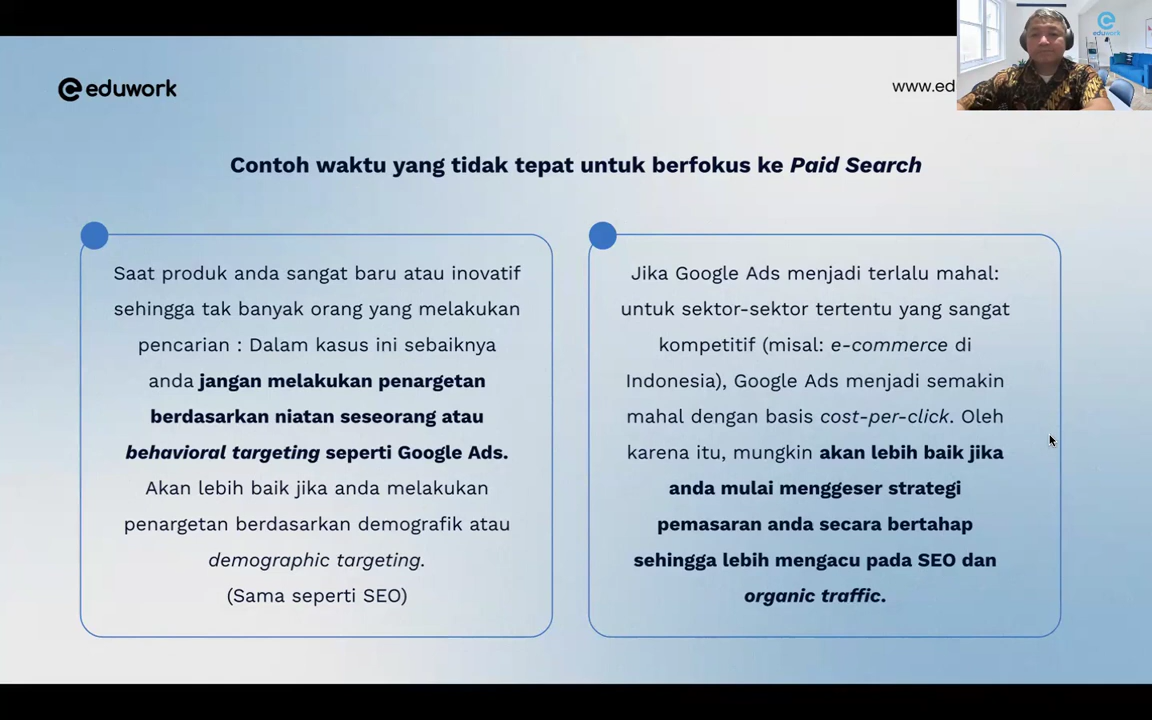 eduwork
www.ed
eduwork
Contoh waktu yang tidak tepat untuk berfokus ke Paid Search
Saat produk anda sangat baru atau inovatif
sehingga tak banyak orang yang melakukan
pencarian : Dalam kasus ini sebaiknya
anda jangan melakukan penargetan
berdasarkan niatan seseorang atau
behavioral targeting seperti Google Ads.
Akan lebih baik jika anda melakukan
penargetan berdasarkan demografik atau
demographic targeting.
(Sama seperti SEO)
Jika Google Ads menjadi terlalu mahal:
untuk sektor-sektor tertentu yang sangat
kompetitif (misal: e-commerce di
Indonesia), Google Ads menjadi semakin
mahal dengan basis cost-per-click. Oleh
karena itu, mungkin akan lebih baik jika
anda mulai menggeser strategi
pemasaran anda secara bertahap
sehingga lebih mengacu pada SEO dan
organic traffic.